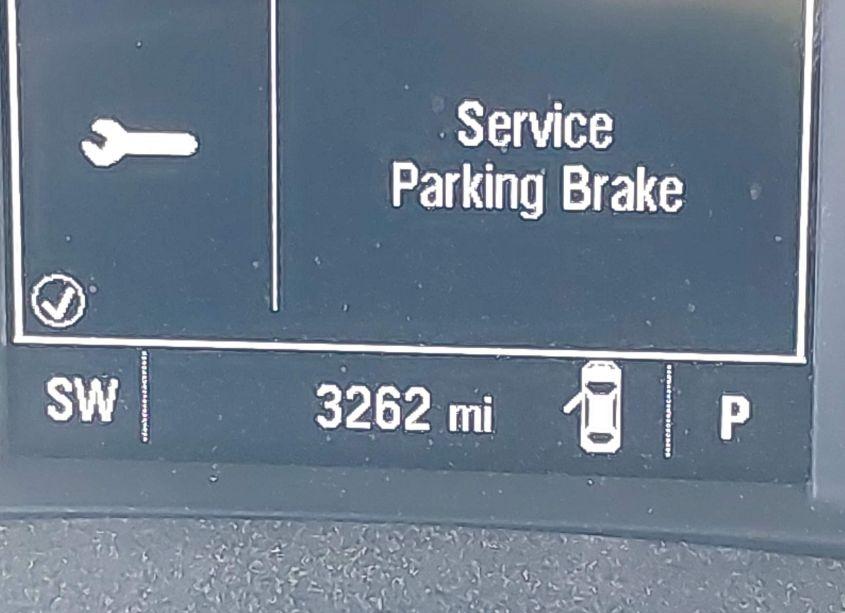 Service
Parking Brake
SW 3262 mi P